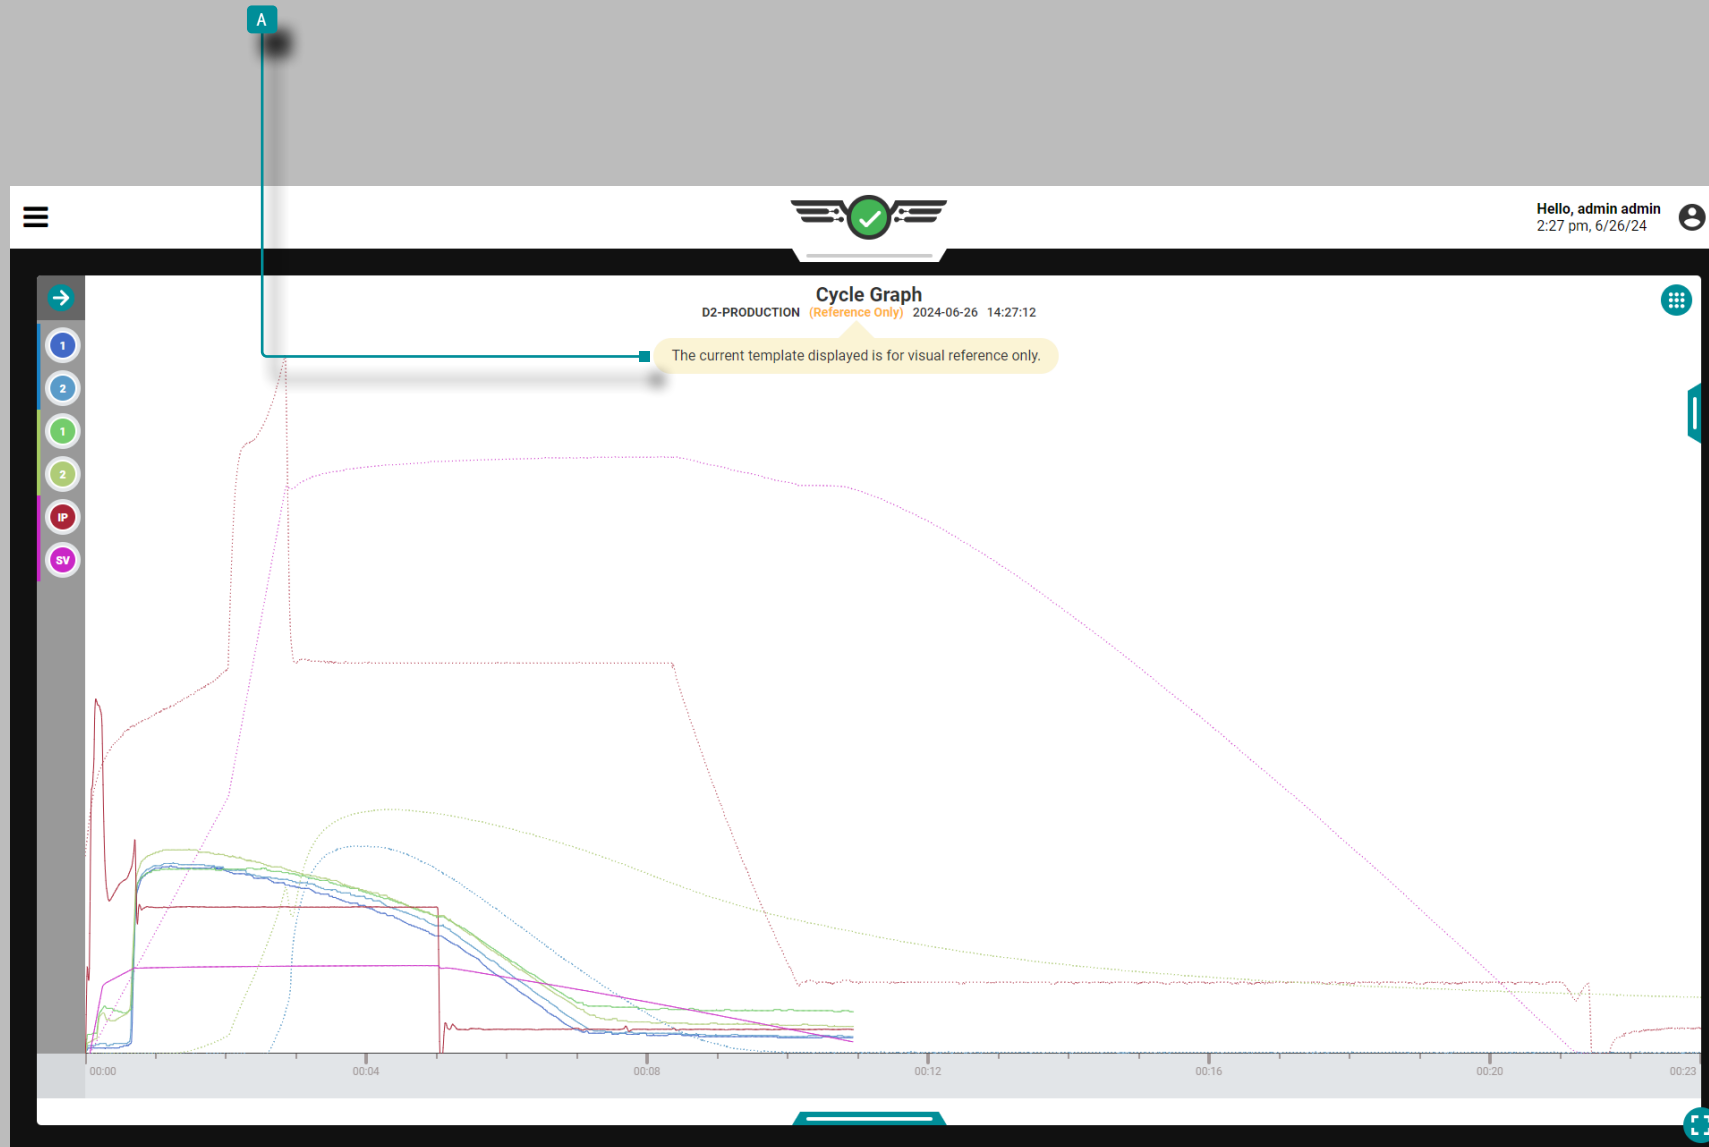 A
Hello, admin admin
2:27 pm, 6/26/24
Cycle Graph
D2-PRODUCTION (Reference Only) 2024-06-26 14:27:12
The current template displayed is for visual reference only.
1
2
1
2
IP
SV
00:00 00:04 00:08 00:12 00:16 00:20 00:23